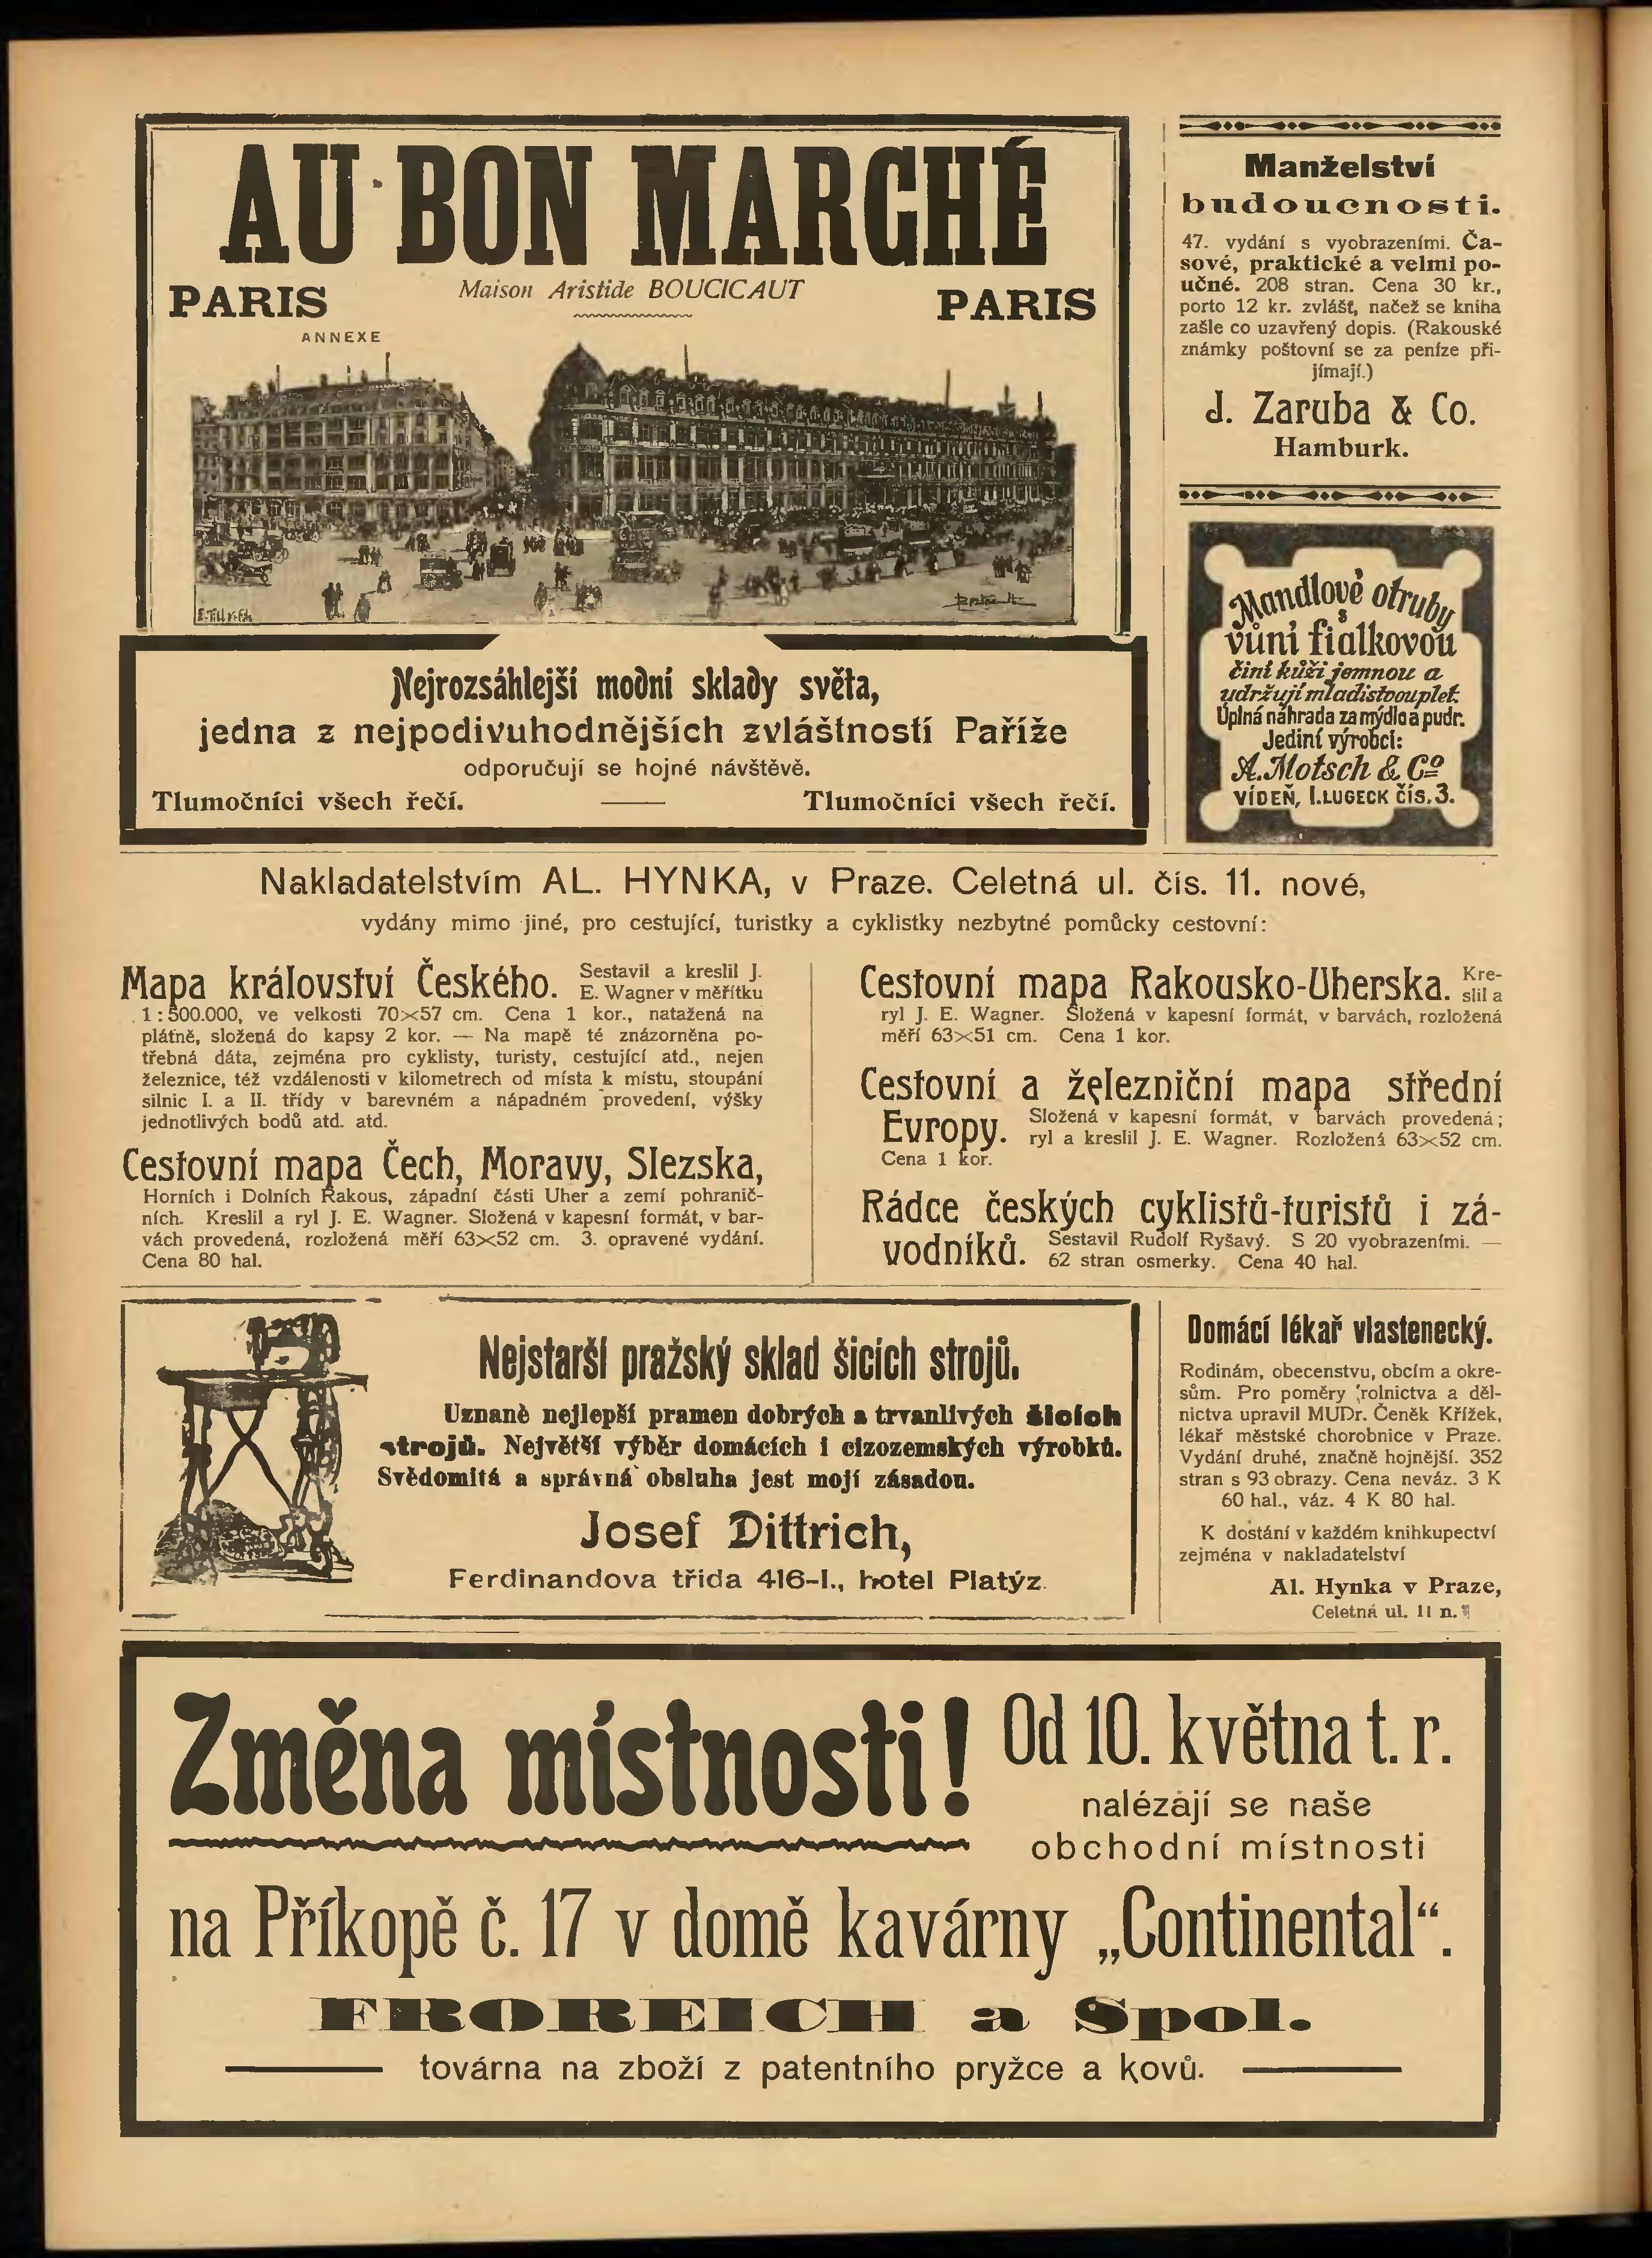 AU BON MARCHÉ
PARIS
Maison Aristide BOUCICAUT
PARIS
ANNEXE
Nejrozsáhlejší modní sklady světa,
jedna z nejpodivuhodnějších zvláštností Paříže
odporučují se hojné návštěvě.
Tlumočníci všech řečí. Tlumočníci všech řečí.
Manželství
budoucnosti.
47. vydání s vyobrazeními. Ča-
sové, praktické a velmi po-
učné. 208 stran. Cena 30 kr.,
porto 12 kr. zvlášť, načež se kniha
zašle co uzavřený dopis. (Rakouské
známky poštovní se za peníze při-
jímají.)
J. Zaruba & Co.
Hamburk.
Mandlové otruby
s
vůní fialkovou
činí kůži jemnou a
udržují mladistvou pleť.
Úplná náhrada za mýdlo a pudr.
Jediní výrobci:
A. Motsch & Co
VÍDEŇ, I. LUGECK čís. 3.
Nakladatelstvím AL. HYNKA, v Praze. Celetná ul. čís. 11. nové,
vydány mimo jiné, pro cestující, turistky a cyklistky nezbytné pomůcky cestovní:
Mapa království Českého. Sestavil a kreslil J.
E. Wagner v měřítku
1 : 500.000, ve velkosti 70×57 cm. Cena 1 kor., natažená na
plátně, složená do kapsy 2 kor. — Na mapě té znázorněna po-
třebná dáta, zejména pro cyklisty, turisty, cestující atd., nejen
železnice, též vzdálenosti v kilometrech od místa k místu, stoupání
silnic I. a II. třídy v barevném a nápadném provedení, výšky
jednotlivých bodů atd. atd.
Cestovní mapa Čech, Moravy, Slezska,
Horních i Dolních Rakous, západní části Uher a zemí pohranič-
ních. Kreslil a ryl J. E. Wagner. Složená v kapesní formát, v bar-
vách provedená, rozložená měří 63×52 cm. 3. opravené vydání.
Cena 80 hal.
Cestovní mapa Rakousko-Uherska. Kre-
slil a
ryl J. E. Wagner. Složená v kapesní formát, v barvách, rozložená
měří 63×51 cm. Cena 1 kor.
Cestovní a železniční mapa střední
Evropy. Složená v kapesní formát, v barvách provedená;
ryl a kreslil J. E. Wagner. Rozložená 63×52 cm.
Cena 1 kor.
Rádce českých cyklistů-turistů i zá-
vodníků. Sestavil Rudolf Ryšavý. S 20 vyobrazeními. —
62 stran osmerky. Cena 40 hal.
Nejstarší pražský sklad šicích strojů.
Uznaně nejlepší pramen dobrých a trvanlivých šicích
strojů. Největší výběr domácích i cizozemských výrobků.
Svědomitá a správná obsluha jest mojí zásadou.
Josef Dittrich,
Ferdinandova třída 416-I., hotel Platýz.
Domácí lékař vlastenecký.
Rodinám, obecenstvu, obcím a okre-
sům. Pro poměry rolnictva a děl-
nictva upravil MUDr. Čeněk Křížek,
lékař městské chorobnice v Praze.
Vydání druhé, značně hojnější. 352
stran s 93 obrazy. Cena neváz. 3 K
60 hal., váz. 4 K 80 hal.
K dostání v každém knihkupectví
zejména v nakladatelství
Al. Hynka v Praze,
Celetná ul. 11 n.
Změna místnosti!
Od 10. května t. r.
nalézají se naše
obchodní místnosti
na Příkopě č. 17 v domě kavárny „Continental“.
FROREICH a Spol.
továrna na zboží z patentního pryžce a kovů.